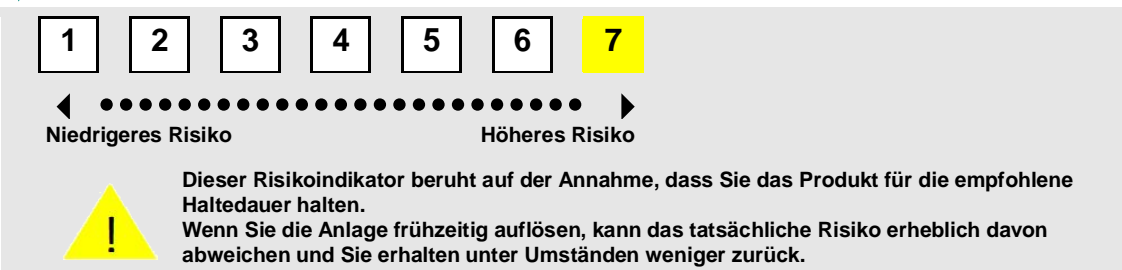 1 2 3 4 5 6 7
Niedrigeres Risiko Höheres Risiko
Dieser Risikoindikator beruht auf der Annahme, dass Sie das Produkt für die empfohlene
Haltedauer halten.
! Wenn Sie die Anlage frühzeitig auflösen, kann das tatsächliche Risiko erheblich davon
abweichen und Sie erhalten unter Umständen weniger zurück.